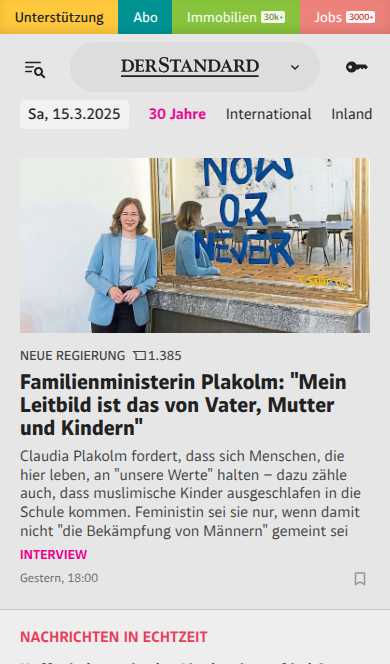 Unterstützung Abo Immobilien 30k+ Jobs 3000+
DERSTANDARD
Sa, 15.3.2025 30 Jahre International Inland
NOW
OR
NEVER
NEUE REGIERUNG 1.385
Familienministerin Plakolm: "Mein
Leitbild ist das von Vater, Mutter
und Kindern"
Claudia Plakolm fordert, dass sich Menschen, die
hier leben, an "unsere Werte" halten – dazu zähle
auch, dass muslimische Kinder ausgeschlafen in die
Schule kommen. Feministin sei sie nur, wenn damit
nicht "die Bekämpfung von Männern" gemeint sei
INTERVIEW
Gestern, 18:00
NACHRICHTEN IN ECHTZEIT